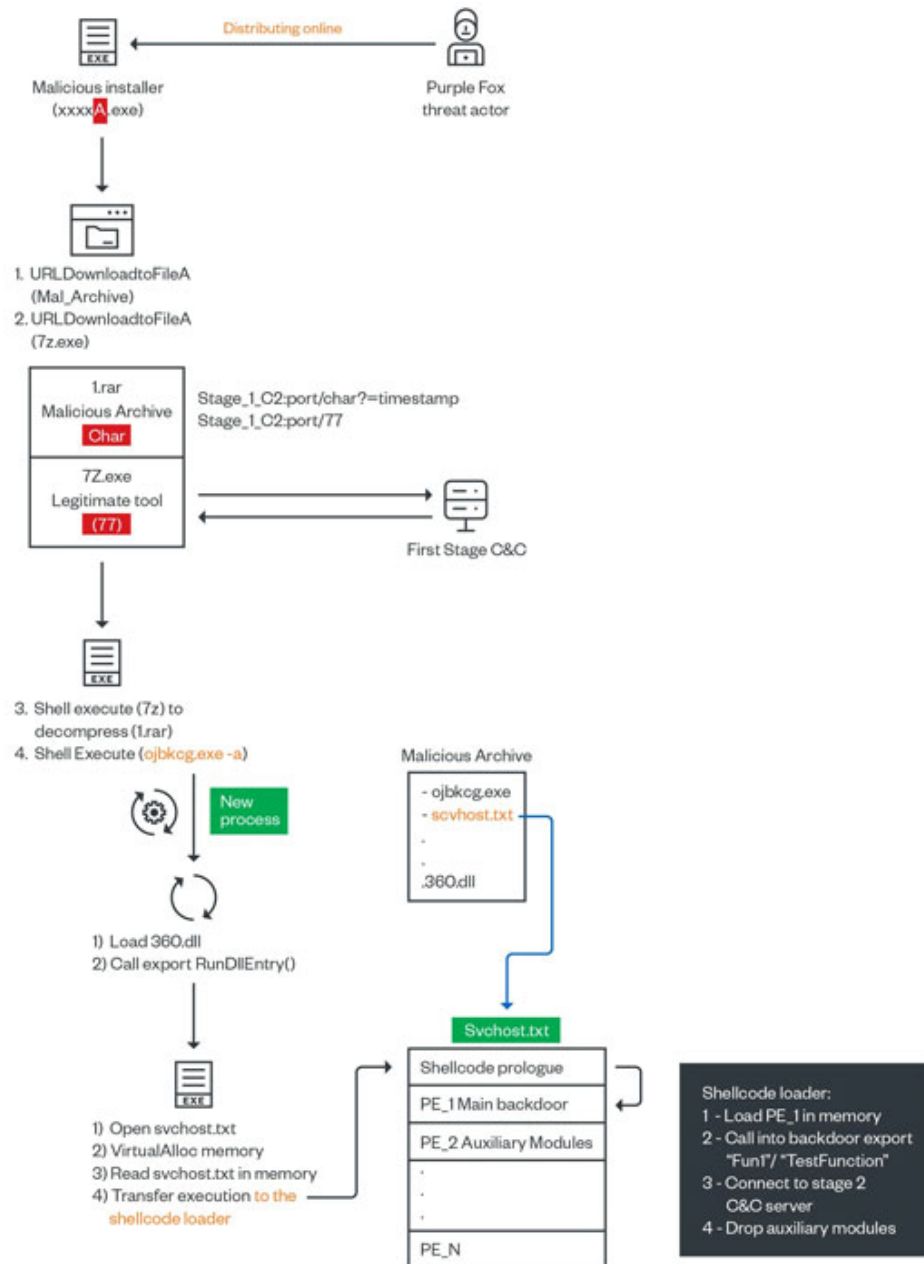 Distributing online
EXE
Malicious installer
(xxxxA.exe)
Purple Fox
threat actor
1. URLDownloadtoFileA
(Mal_Archive)
2. URLDownloadtoFileA
(7z.exe)
1.rar
Malicious Archive
Char
7Z.exe
Legitimate tool
(77)
Stage_1_C2:port/char?=timestamp
Stage_1_C2:port/77
First Stage C&C
EXE
3. Shell execute (7z) to
decompress (1.rar)
4. Shell Execute (ojbkcg.exe -a)
New
process
Malicious Archive
- ojbkcg.exe
- scvhost.txt
.
.
.360.dll
1) Load 360.dll
2) Call export RunDllEntry()
EXE
1) Open svchost.txt
2) VirtualAlloc memory
3) Read svchost.txt in memory
4) Transfer execution to the
shellcode loader
Svchost.txt
Shellcode prologue
PE_1 Main backdoor
PE_2 Auxiliary Modules
.
.
.
PE_N
Shellcode loader:
1 - Load PE_1 in memory
2 - Call into backdoor export
"Fun1"/ "TestFunction"
3 - Connect to stage 2
C&C server
4 - Drop auxiliary modules